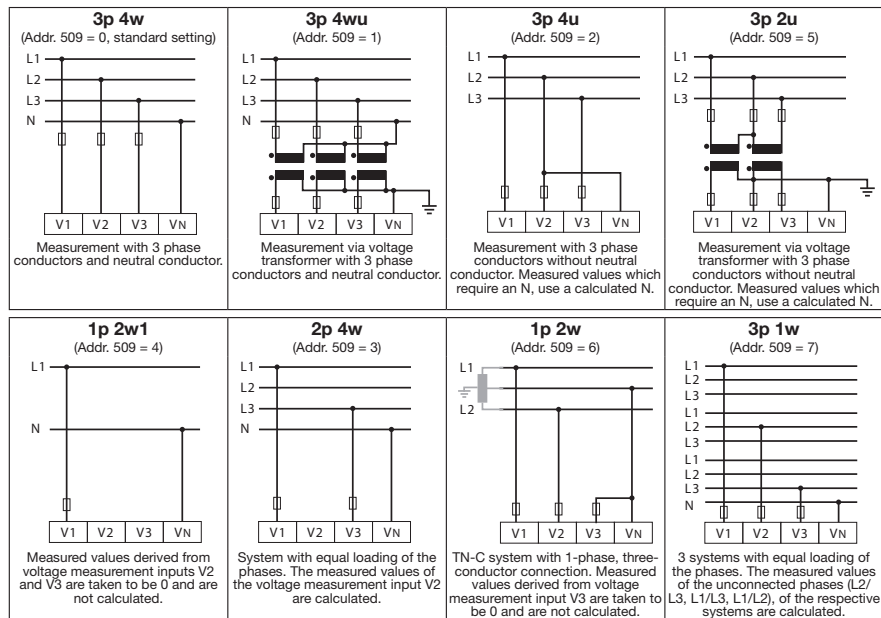 3p 4w
(Addr. 509 = 0, standard setting)
L1
L2
L3
N
V1 V2 V3 VN
Measurement with 3 phase
conductors and neutral conductor.
3p 4wu
(Addr. 509 = 1)
L1
L2
L3
N
V1 V2 V3 VN
Measurement via voltage
transformer with 3 phase
conductors and neutral conductor.
3p 4u
(Addr. 509 = 2)
L1
L2
L3
V1 V2 V3 VN
Measurement with 3 phase
conductors without neutral
conductor. Measured values which
require an N, use a calculated N.
3p 2u
(Addr. 509 = 5)
L1
L2
L3
V1 V2 V3 VN
Measurement via voltage
transformer with 3 phase
conductors without neutral
conductor. Measured values which
require an N, use a calculated N.
1p 2w1
(Addr. 509 = 4)
L1
N
V1 V2 V3 VN
Measured values derived from
voltage measurement inputs V2
and V3 are taken to be 0 and are
not calculated.
2p 4w
(Addr. 509 = 3)
L1
L2
L3
N
V1 V2 V3 VN
System with equal loading of the
phases. The measured values of
the voltage measurement input V2
are calculated.
1p 2w
(Addr. 509 = 6)
L1
L2
V1 V2 V3 VN
TN-C system with 1-phase, three-
conductor connection. Measured
values derived from voltage
measurement input V3 are taken to
be 0 and are not calculated.
3p 1w
(Addr. 509 = 7)
L1
L2
L3
L1
L2
L3
L1
L2
L3
N
V1 V2 V3 VN
3 systems with equal loading of
the phases. The measured values
of the unconnected phases (L2/
L3, L1/L3, L1/L2), of the respective
systems are calculated.